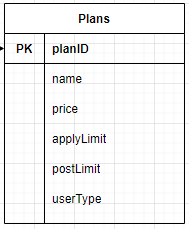 Plans
PK planID
name
price
applyLimit
postLimit
userType